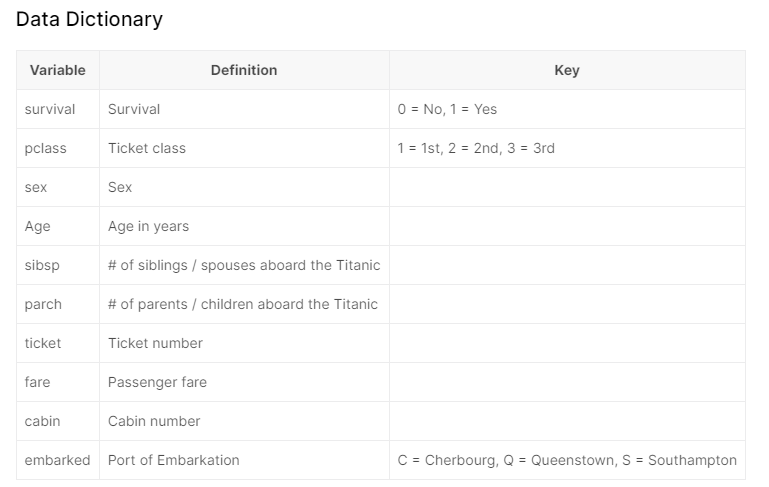 Data Dictionary
Variable Definition Key
survival Survival 0 = No, 1 = Yes
pclass Ticket class 1 = 1st, 2 = 2nd, 3 = 3rd
sex Sex
Age Age in years
sibsp # of siblings / spouses aboard the Titanic
parch # of parents / children aboard the Titanic
ticket Ticket number
fare Passenger fare
cabin Cabin number
embarked Port of Embarkation C = Cherbourg, Q = Queenstown, S = Southampton